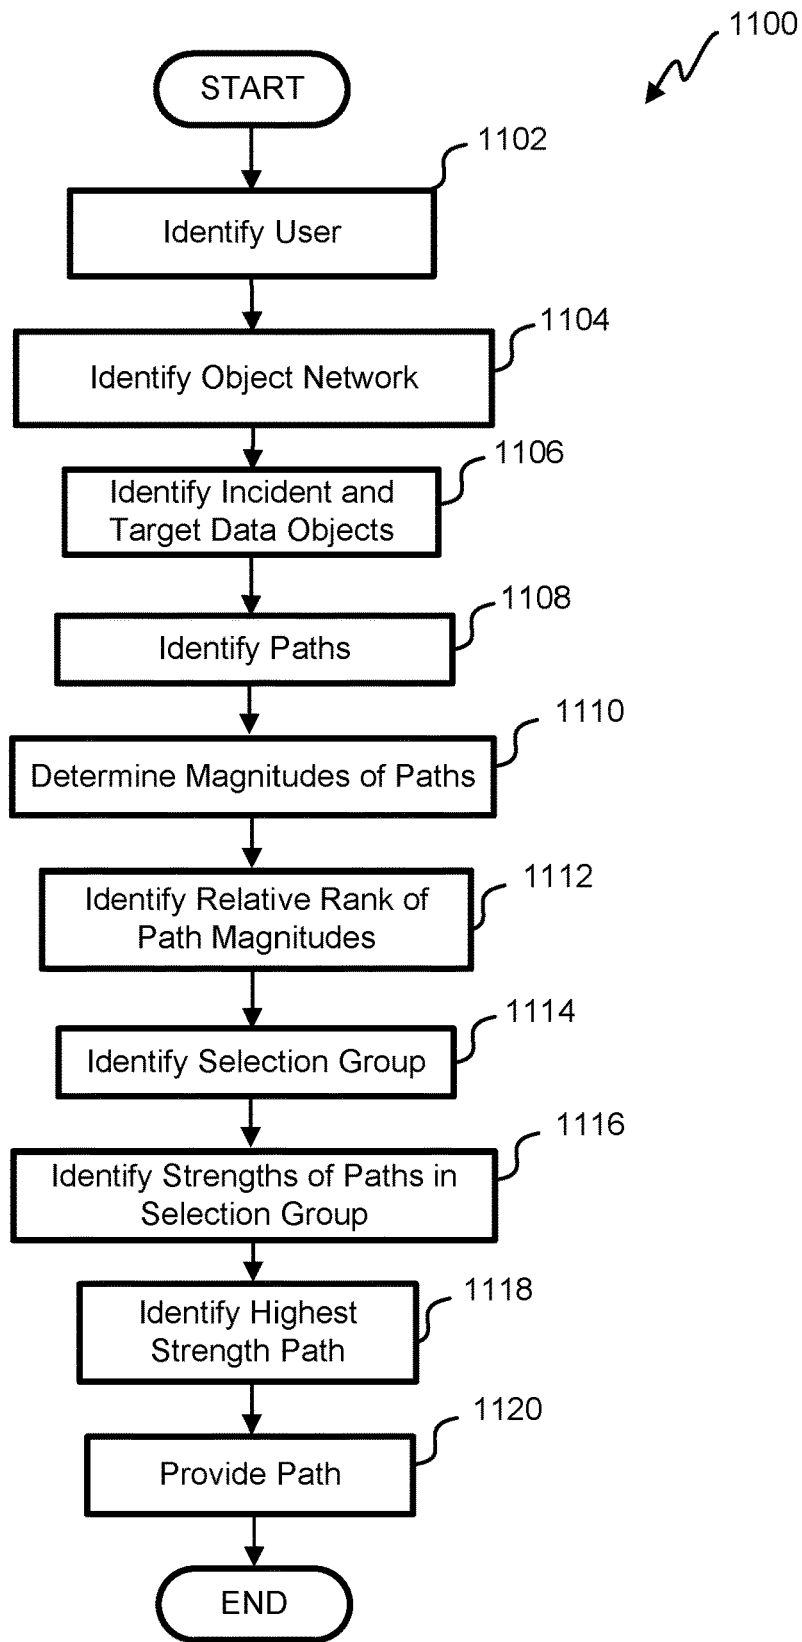 1100
START
1102
Identify User
1104
Identify Object Network
1106
Identify Incident and
Target Data Objects
1108
Identify Paths
1110
Determine Magnitudes of Paths
1112
Identify Relative Rank of
Path Magnitudes
1114
Identify Selection Group
1116
Identify Strengths of Paths in
Selection Group
1118
Identify Highest
Strength Path
1120
Provide Path
END